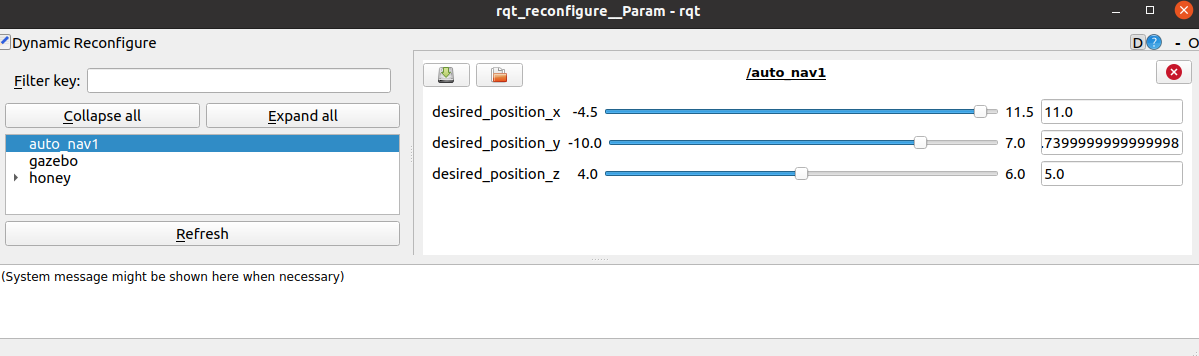 rqt_reconfigure__Param - rqt
Dynamic Reconfigure
D ? - O
Filter key:
Collapse all
Expand all
auto_nav1
gazebo
honey
Refresh
/auto_nav1
desired_position_x -4.5 11.5 11.0
desired_position_y -10.0 7.0 .7399999999999998
desired_position_z 4.0 6.0 5.0
(System message might be shown here when necessary)